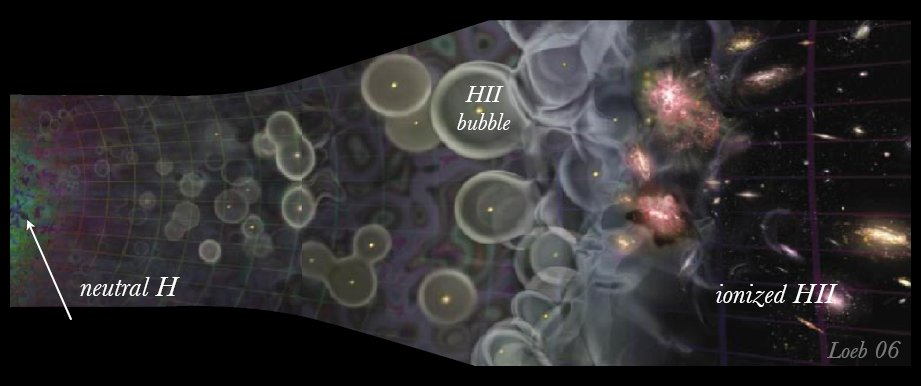 HII
bubble
neutral H
ionized HII
Loeb 06